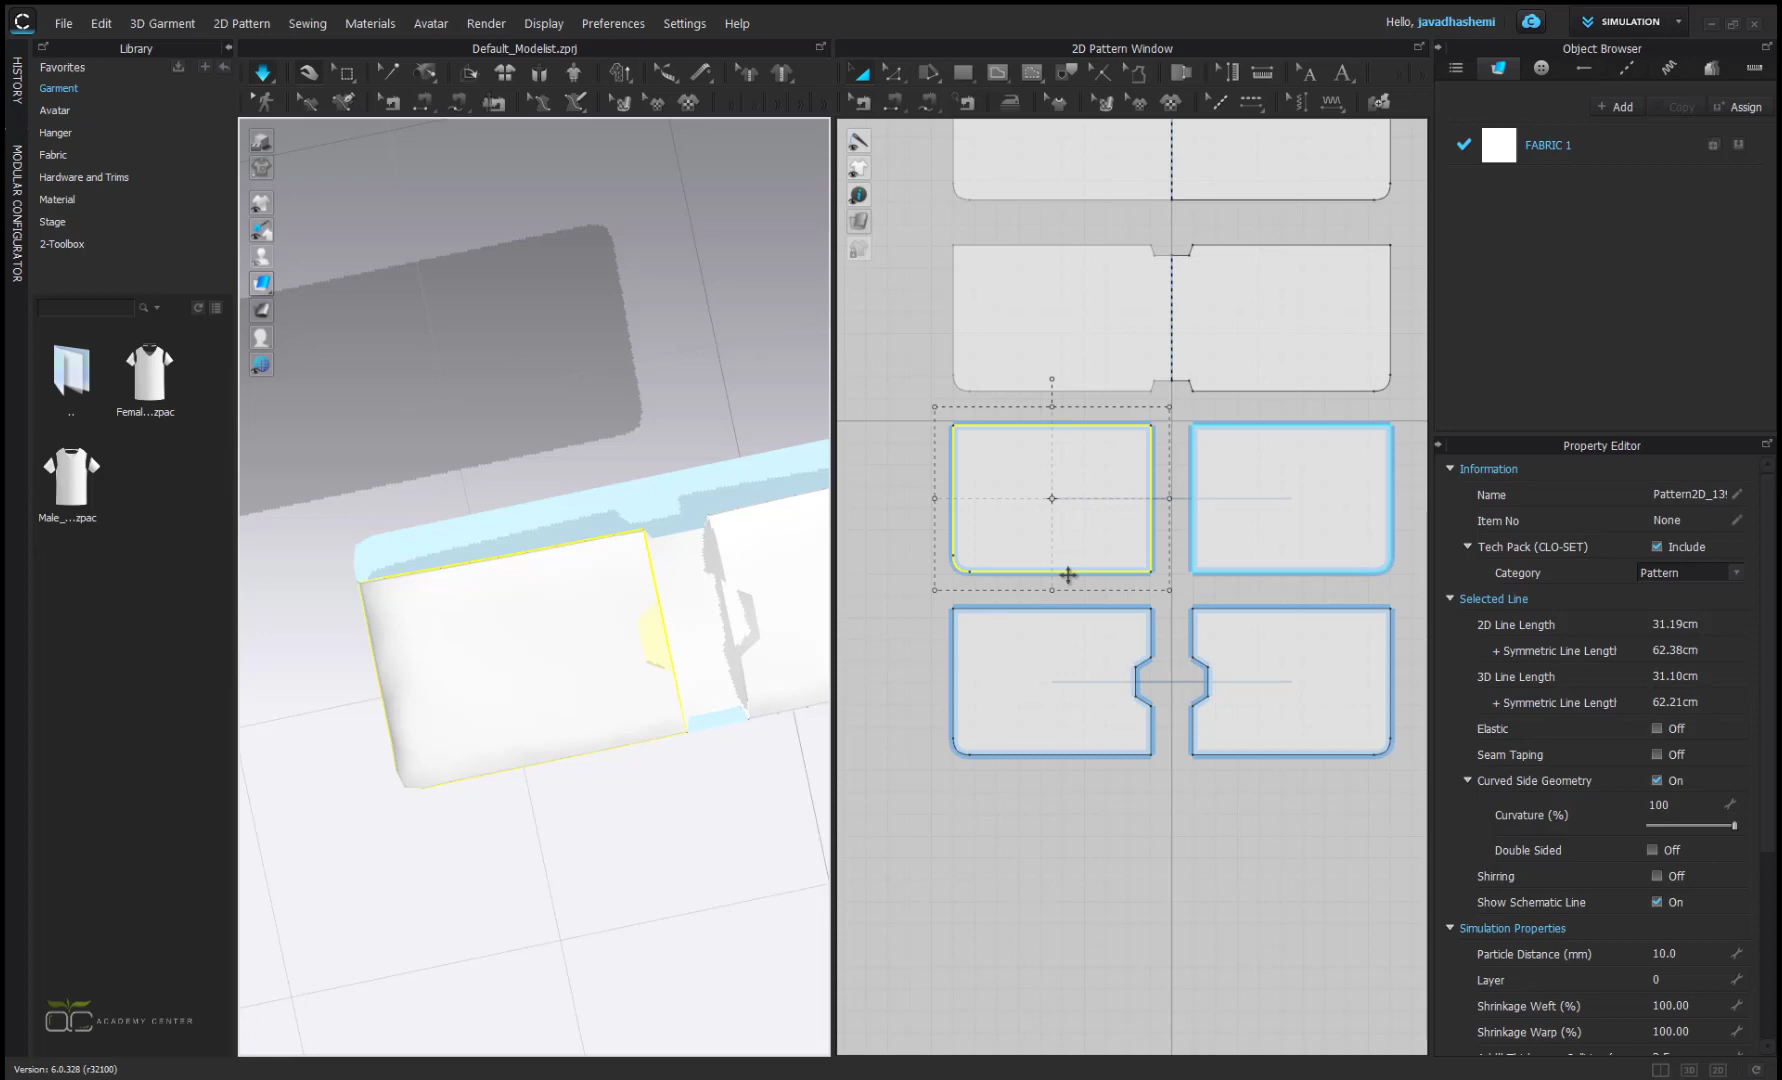 File Edit 3D Garment 2D Pattern Sewing Materials Avatar Render Display Preferences Settings Help
Hello, javadhashemi
SIMULATION
Library
Default_Modelist.zprj
2D Pattern Window
Object Browser
HISTORY
MODULAR CONFIGURATOR
Favorites
Garment
Avatar
Hanger
Fabric
Hardware and Trims
Material
Stage
2-Toolbox
..
Femal...zpac
Male_...zpac
+ Add
Copy
Assign
FABRIC 1
Property Editor
Information
Name Pattern2D_139
Item No None
Tech Pack (CLO-SET) Include
Category Pattern
Selected Line
2D Line Length 31.19cm
+ Symmetric Line Length 62.38cm
3D Line Length 31.10cm
+ Symmetric Line Length 62.21cm
Elastic Off
Seam Taping Off
Curved Side Geometry On
Curvature (%) 100
Double Sided Off
Shirring Off
Show Schematic Line On
Simulation Properties
Particle Distance (mm) 10.0
Layer 0
Shrinkage Weft (%) 100.00
Shrinkage Warp (%) 100.00
ACADEMY CENTER
Version: 6.0.328 (r32100)
3D
2D